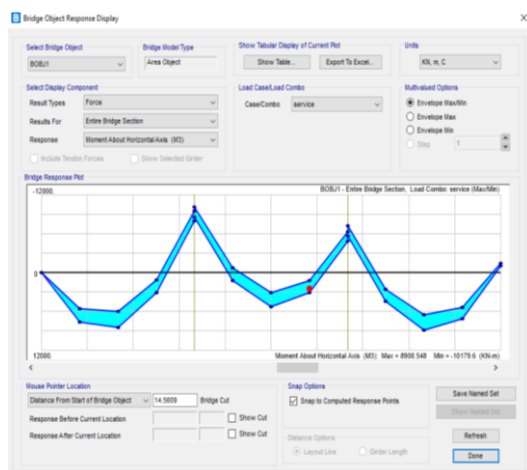 Bridge Object Response Display
Select Bridge Object
BOBJ1
Bridge Model Type
Area Object
Show Tabular Display of Current Plot
Show Table...
Export To Excel...
Units
KN, m, C
Select Display Component
Result Types
Force
Results For
Entire Bridge Section
Response
Moment About Horizontal Axis (M3)
Include Tendon Forces
Show Selected Girder
Load Case/Load Combo
Case/Combo
service
Multivalued Options
Envelope Max/Min
Envelope Max
Envelope Min
Step
1
Bridge Response Plot
-12000.
BOBJ1 - Entire Bridge Section, Load Combo: service (Max/Min)
0
12000.
Moment About Horizontal Axis (M3) Max = 8900.548 Min = -10179.6 (KN-m)
Mouse Pointer Location
Distance From Start of Bridge Object
14.5609
Bridge Cut
Response Before Current Location
Show Cut
Response After Current Location
Show Cut
Snap Options
Snap to Computed Response Points
Distance Options
Layout Line
Girder Length
Save Named Set
Show Named Set
Refresh
Done